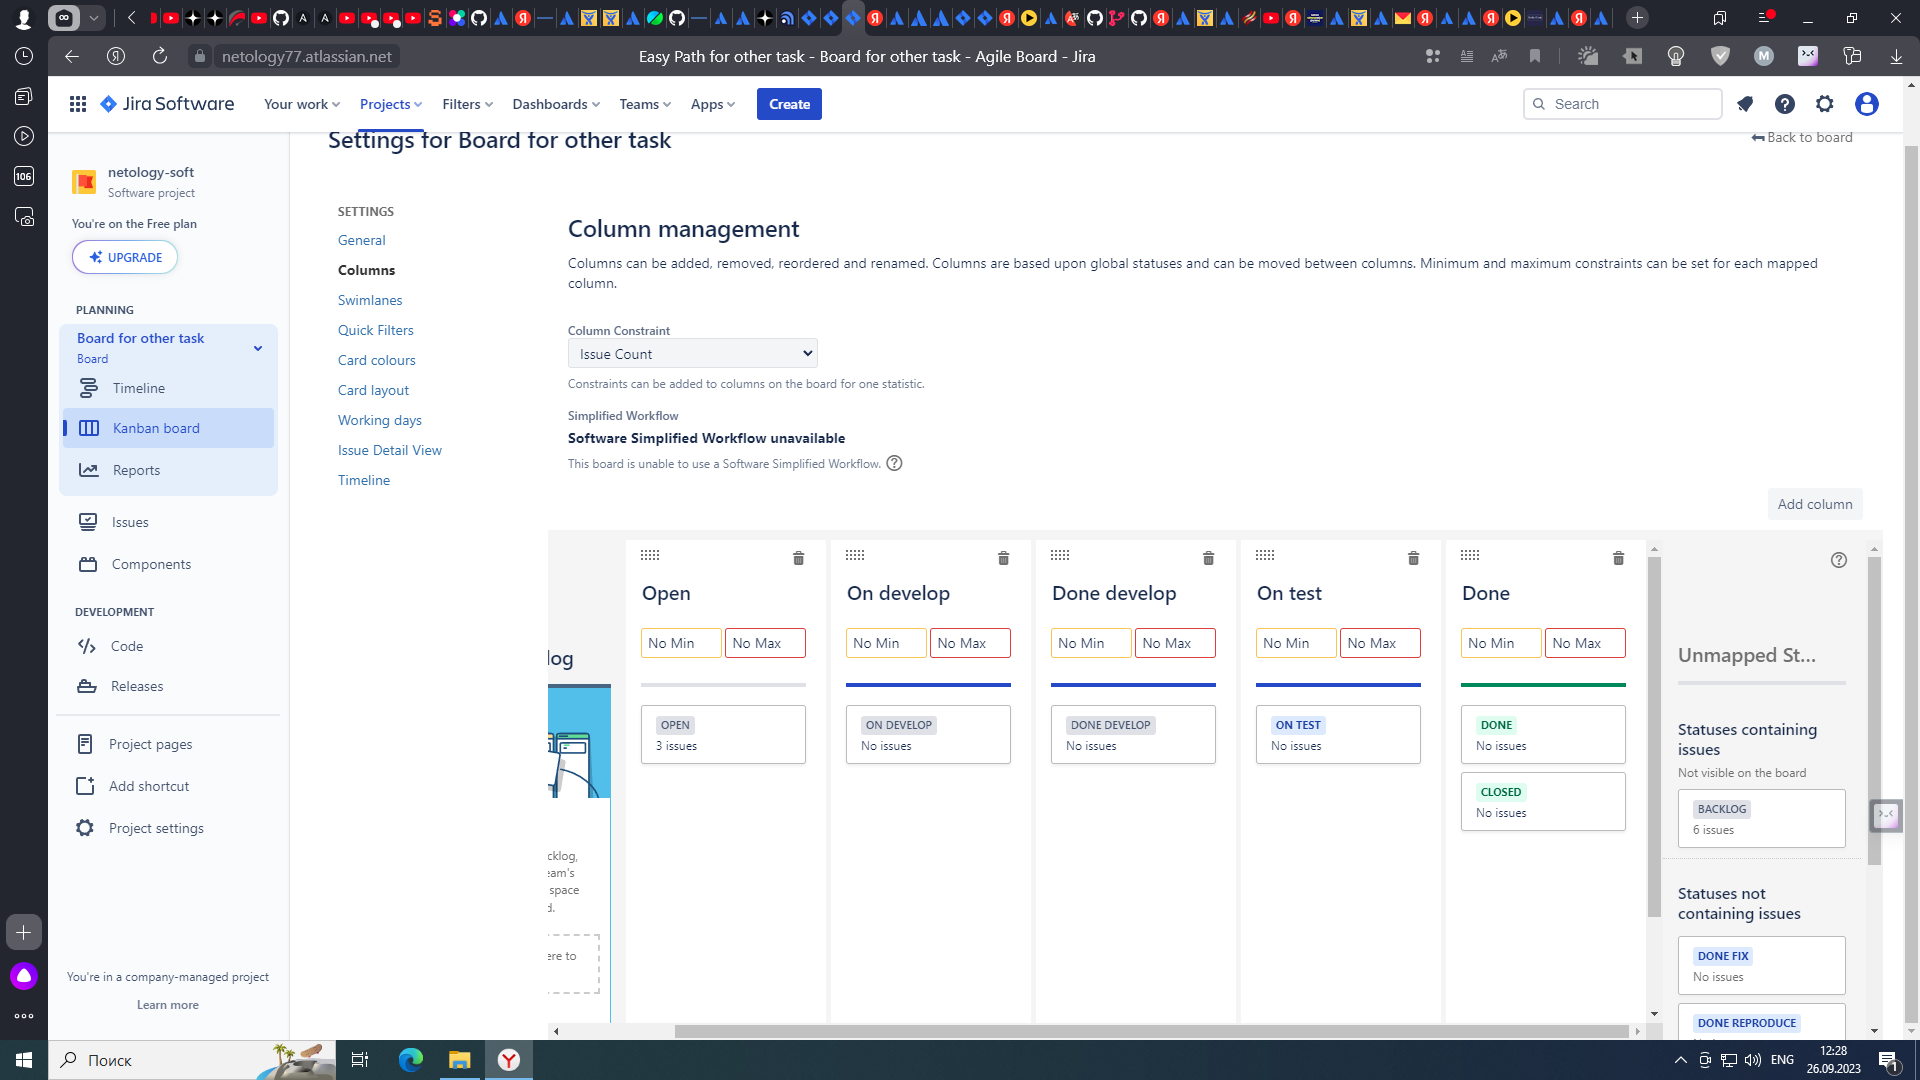 netology77.atlassian.net
Easy Path for other task - Board for other task - Agile Board - Jira
Jira Software
Your work
Projects
Filters
Dashboards
Teams
Apps
Create
Search
106
netology-soft
Software project
You're on the Free plan
UPGRADE
PLANNING
Board for other task
Board
Timeline
Kanban board
Reports
Issues
Components
DEVELOPMENT
Code
Releases
Project pages
Add shortcut
Project settings
You're in a company-managed project
Learn more
Settings for Board for other task
Back to board
SETTINGS
General
Columns
Swimlanes
Quick Filters
Card colours
Card layout
Working days
Issue Detail View
Timeline
Column management
Columns can be added, removed, reordered and renamed. Columns are based upon global statuses and can be moved between columns. Minimum and maximum constraints can be set for each mapped
column.
Column Constraint
Issue Count
Constraints can be added to columns on the board for one statistic.
Simplified Workflow
Software Simplified Workflow unavailable
This board is unable to use a Software Simplified Workflow.
Add column
log
cklog,
eam's
space
d.
ere to
Open
No Min
No Max
OPEN
3 issues
On develop
No Min
No Max
ON DEVELOP
No issues
Done develop
No Min
No Max
DONE DEVELOP
No issues
On test
No Min
No Max
ON TEST
No issues
Done
No Min
No Max
DONE
No issues
CLOSED
No issues
Unmapped St...
Statuses containing
issues
Not visible on the board
BACKLOG
6 issues
Statuses not
containing issues
DONE FIX
No issues
DONE REPRODUCE
Поиск
ENG
12:28
26.09.2023
1